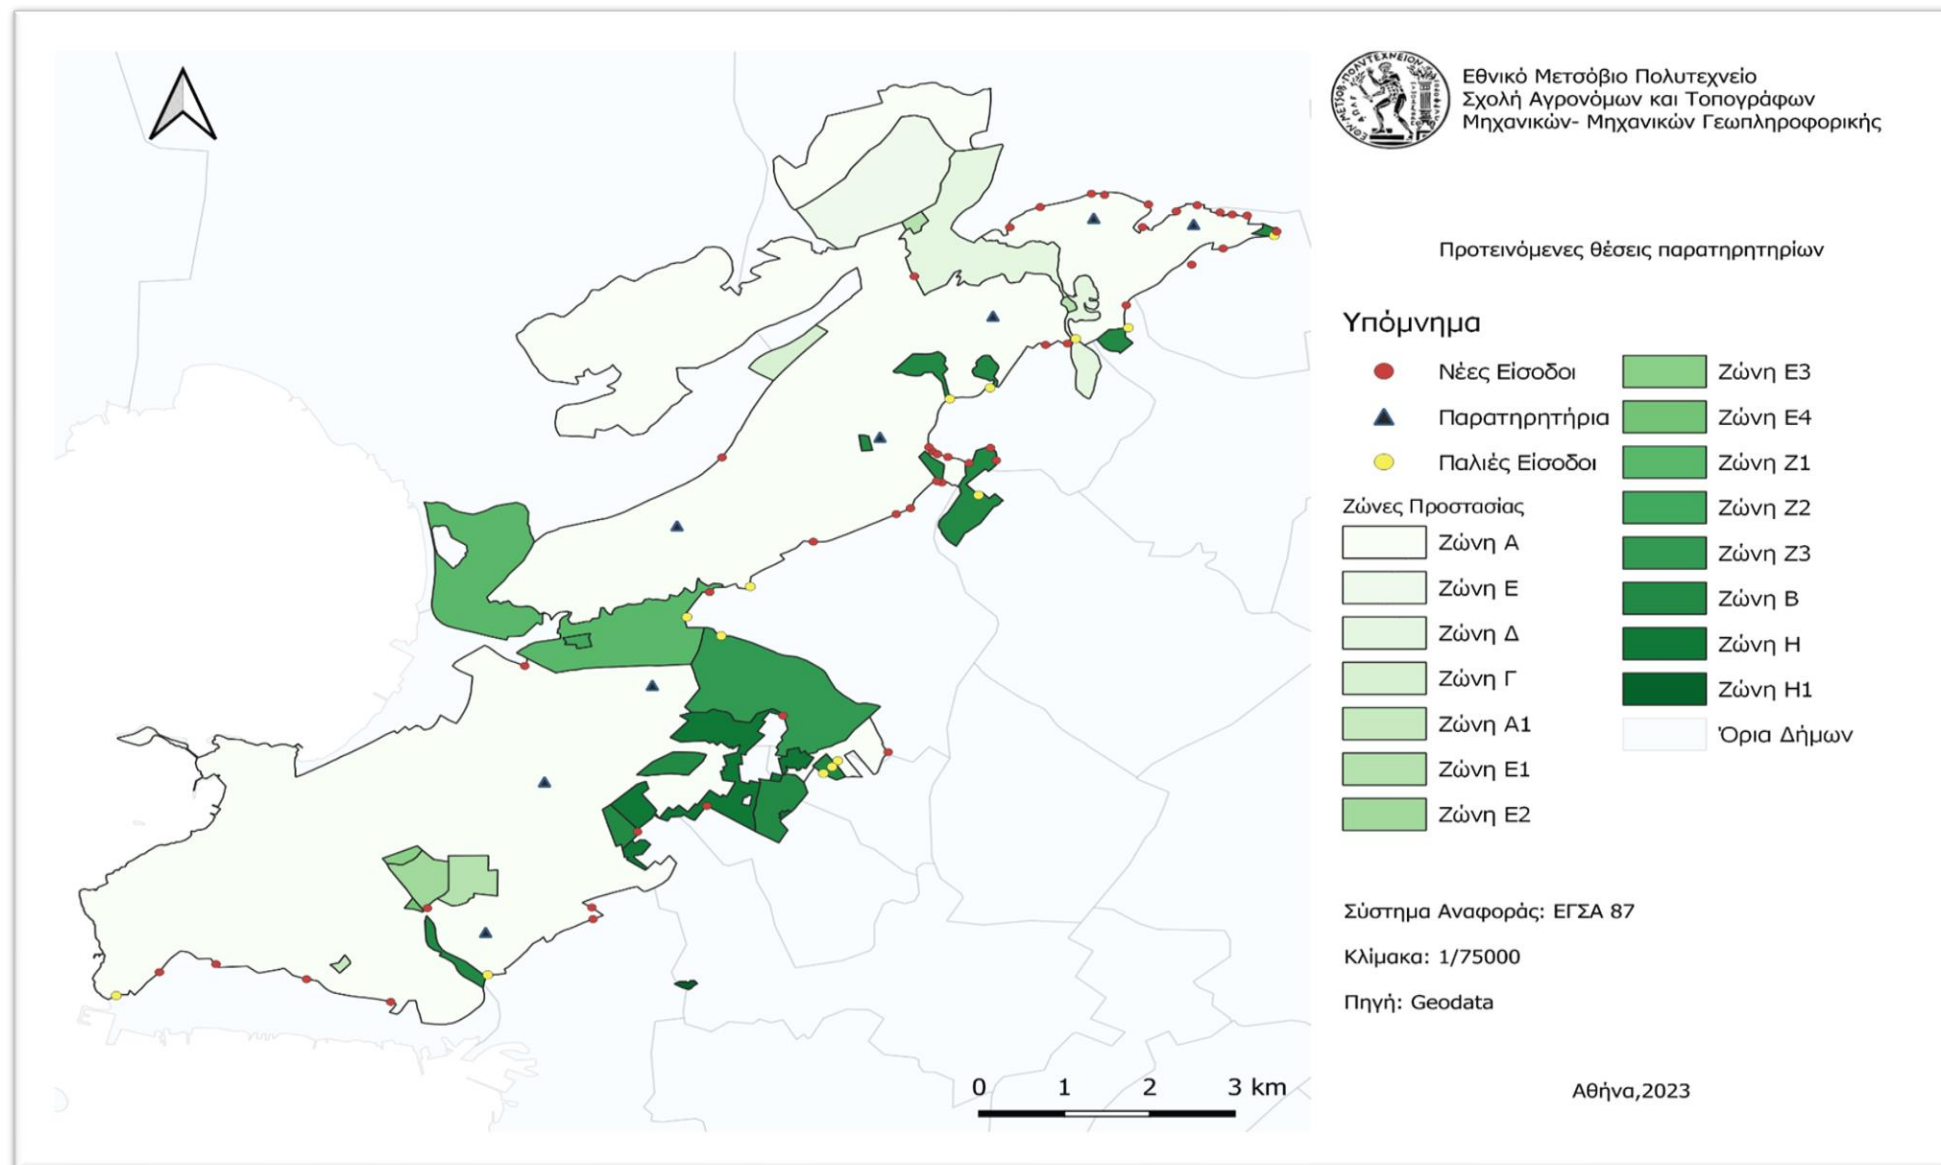 Εθνικό Μετσόβιο Πολυτεχνείο
Σχολή Αγρονόμων και Τοπογράφων
Μηχανικών- Μηχανικών Γεωπληροφορικής
Προτεινόμενες θέσεις παρατηρητηρίων
Υπόμνημα
Νέες Είσοδοι
Παρατηρητήρια
Παλιές Είσοδοι
Ζώνες Προστασίας
Ζώνη Α
Ζώνη Ε
Ζώνη Δ
Ζώνη Γ
Ζώνη Α1
Ζώνη Ε1
Ζώνη Ε2
Ζώνη Ε3
Ζώνη Ε4
Ζώνη Ζ1
Ζώνη Ζ2
Ζώνη Ζ3
Ζώνη Β
Ζώνη Η
Ζώνη Η1
Όρια Δήμων
Σύστημα Αναφοράς: ΕΓΣΑ 87
Κλίμακα: 1/75000
Πηγή: Geodata
Αθήνα,2023
0 1 2 3 km